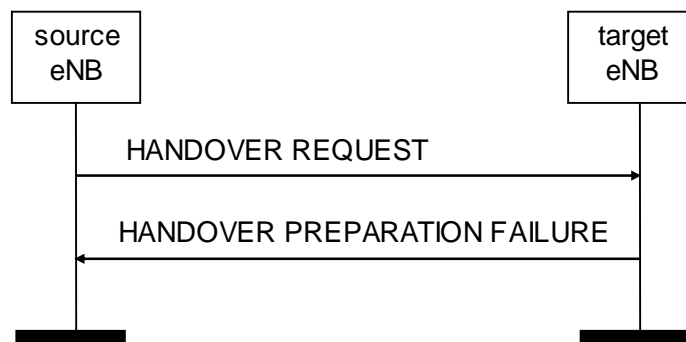 source
eNB
target
eNB
HANDOVER REQUEST
HANDOVER PREPARATION FAILURE